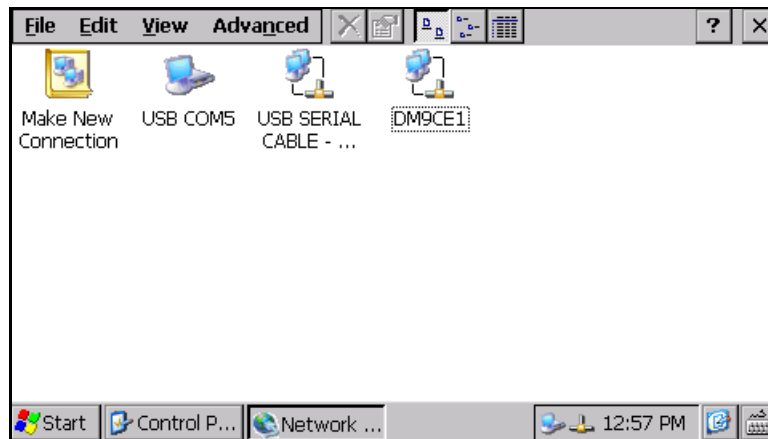 File Edit View Advanced ? X
Make New Connection
USB COM5
USB SERIAL CABLE - ...
DM9CE1
Start Control P... Network ... 12:57 PM